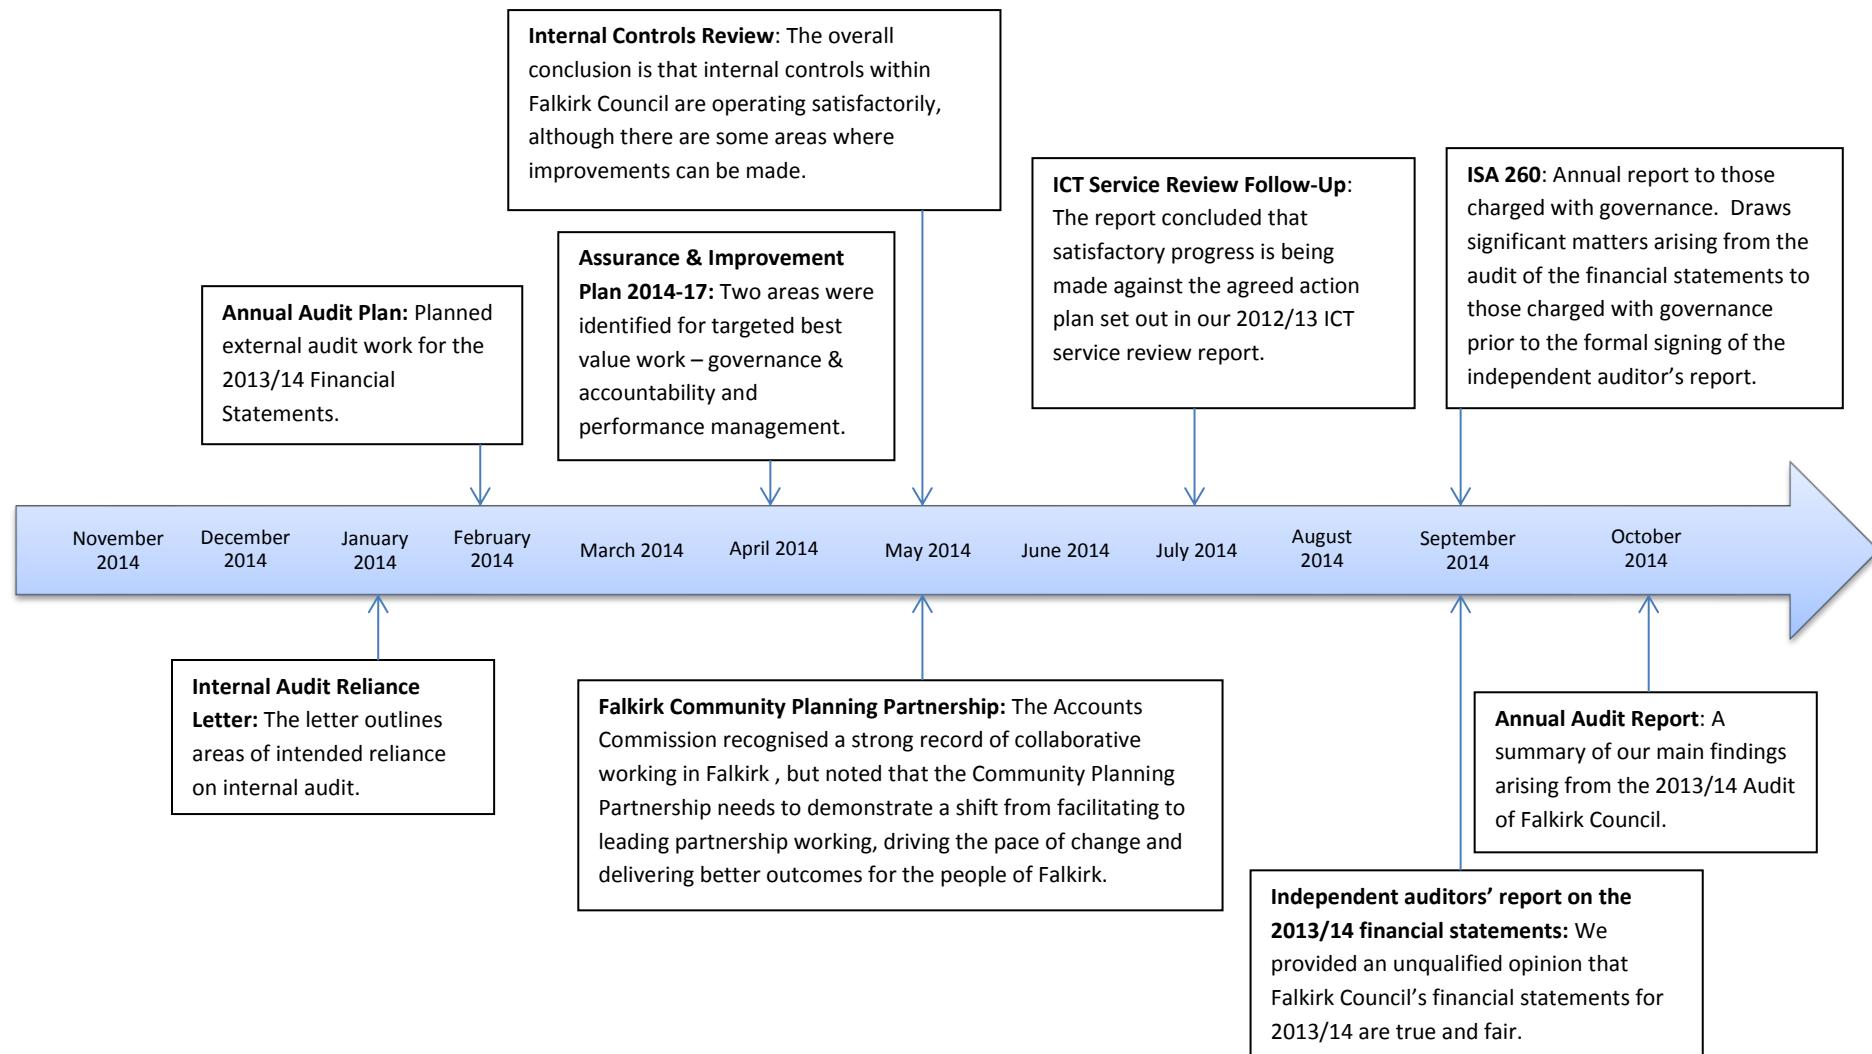 Internal Controls Review: The overall
conclusion is that internal controls within
Falkirk Council are operating satisfactorily,
although there are some areas where
improvements can be made.
ICT Service Review Follow-Up:
The report concluded that
satisfactory progress is being
made against the agreed action
plan set out in our 2012/13 ICT
service review report.
ISA 260: Annual report to those
charged with governance.  Draws
significant matters arising from the
audit of the financial statements to
those charged with governance
prior to the formal signing of the
independent auditor's report.
Assurance & Improvement
Plan 2014-17: Two areas were
identified for targeted best
value work – governance &
accountability and
performance management.
Annual Audit Plan: Planned
external audit work for the
2013/14 Financial
Statements.
November
2014
December
2014
January
2014
February
2014
March 2014
April 2014
May 2014
June 2014
July 2014
August
2014
September
2014
October
2014
Internal Audit Reliance
Letter: The letter outlines
areas of intended reliance
on internal audit.
Falkirk Community Planning Partnership: The Accounts
Commission recognised a strong record of collaborative
working in Falkirk , but noted that the Community Planning
Partnership needs to demonstrate a shift from facilitating to
leading partnership working, driving the pace of change and
delivering better outcomes for the people of Falkirk.
Annual Audit Report: A
summary of our main findings
arising from the 2013/14 Audit
of Falkirk Council.
Independent auditors' report on the
2013/14 financial statements: We
provided an unqualified opinion that
Falkirk Council's financial statements for
2013/14 are true and fair.